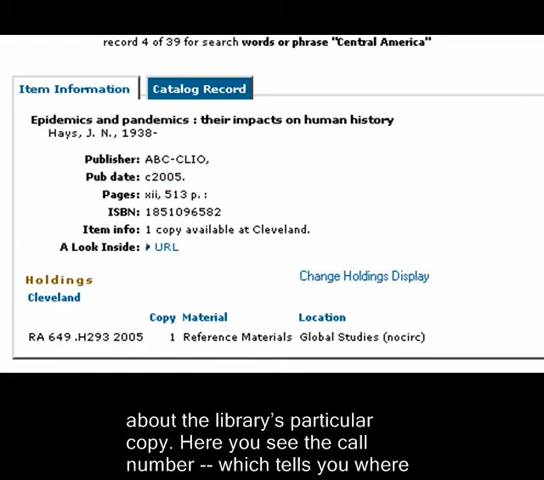 record 4 of 39 for search words or phrase "Central America"
Item Information Catalog Record
Epidemics and pandemics : their impacts on human history
Hays, J. N., 1938-
Publisher: ABC-CLIO,
Pub date: c2005.
Pages: xii, 513 p. :
ISBN: 1851096582
Item info: 1 copy available at Cleveland.
A Look Inside: URL
Holdings Change Holdings Display
Cleveland
Copy Material Location
RA 649 .H293 2005 1 Reference Materials Global Studies (nocirc)
about the library's particular
copy. Here you see the call
number -- which tells you where